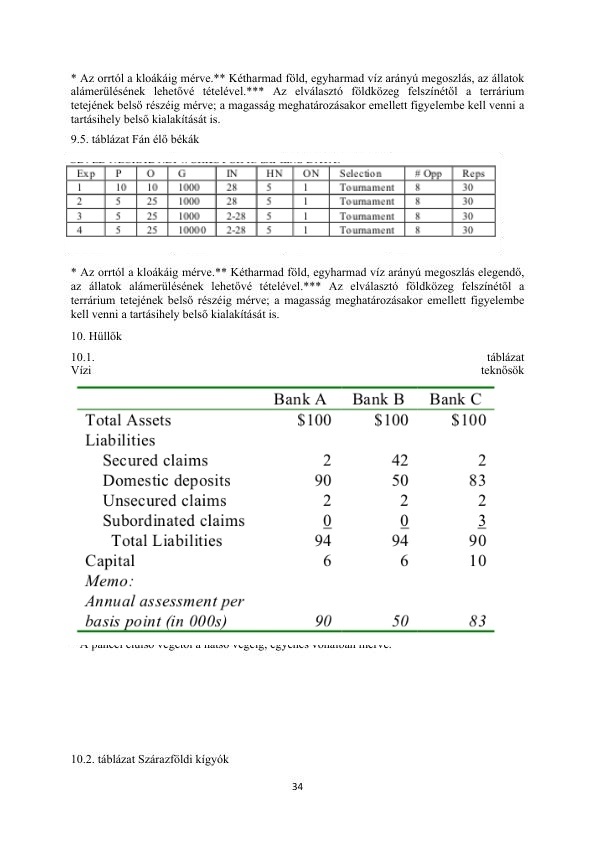 * Az orrtól a kloákáig mérve.** Kétharmad föld, egyharmad víz arányú megoszlás, az állatok
alámerülésének lehetővé tételével.*** Az elválasztó földközeg felszínétől a terrárium
tetejének belső részéig mérve; a magasság meghatározásakor emellett figyelembe kell venni a
tartásihely belső kialakítását is.
9.5. táblázat Fán élő békák
Exp P O G IN HN ON Selection # Opp Reps
1 10 10 1000 28 5 1 Tournament 8 30
2 5 25 1000 28 5 1 Tournament 8 30
3 5 25 1000 2-28 5 1 Tournament 8 30
4 5 25 10000 2-28 5 1 Tournament 8 30
* Az orrtól a kloákáig mérve.** Kétharmad föld, egyharmad víz arányú megoszlás elegendő,
az állatok alámerülésének lehetővé tételével.*** Az elválasztó földközeg felszínétől a
terrárium tetejének belső részéig mérve; a magasság meghatározásakor emellett figyelembe
kell venni a tartásihely belső kialakítását is.
10. Hüllők
10.1. táblázat
Vízi teknősök
Bank A Bank B Bank C
Total Assets $100 $100 $100
Liabilities
Secured claims 2 42 2
Domestic deposits 90 50 83
Unsecured claims 2 2 2
Subordinated claims 0 0 3
Total Liabilities 94 94 90
Capital 6 6 10
Memo:
Annual assessment per
basis point (in 000s) 90 50 83
A páncél elülső végétől a hátsó végéig, egyenes vonalban mérve.
10.2. táblázat Szárazföldi kígyók
34